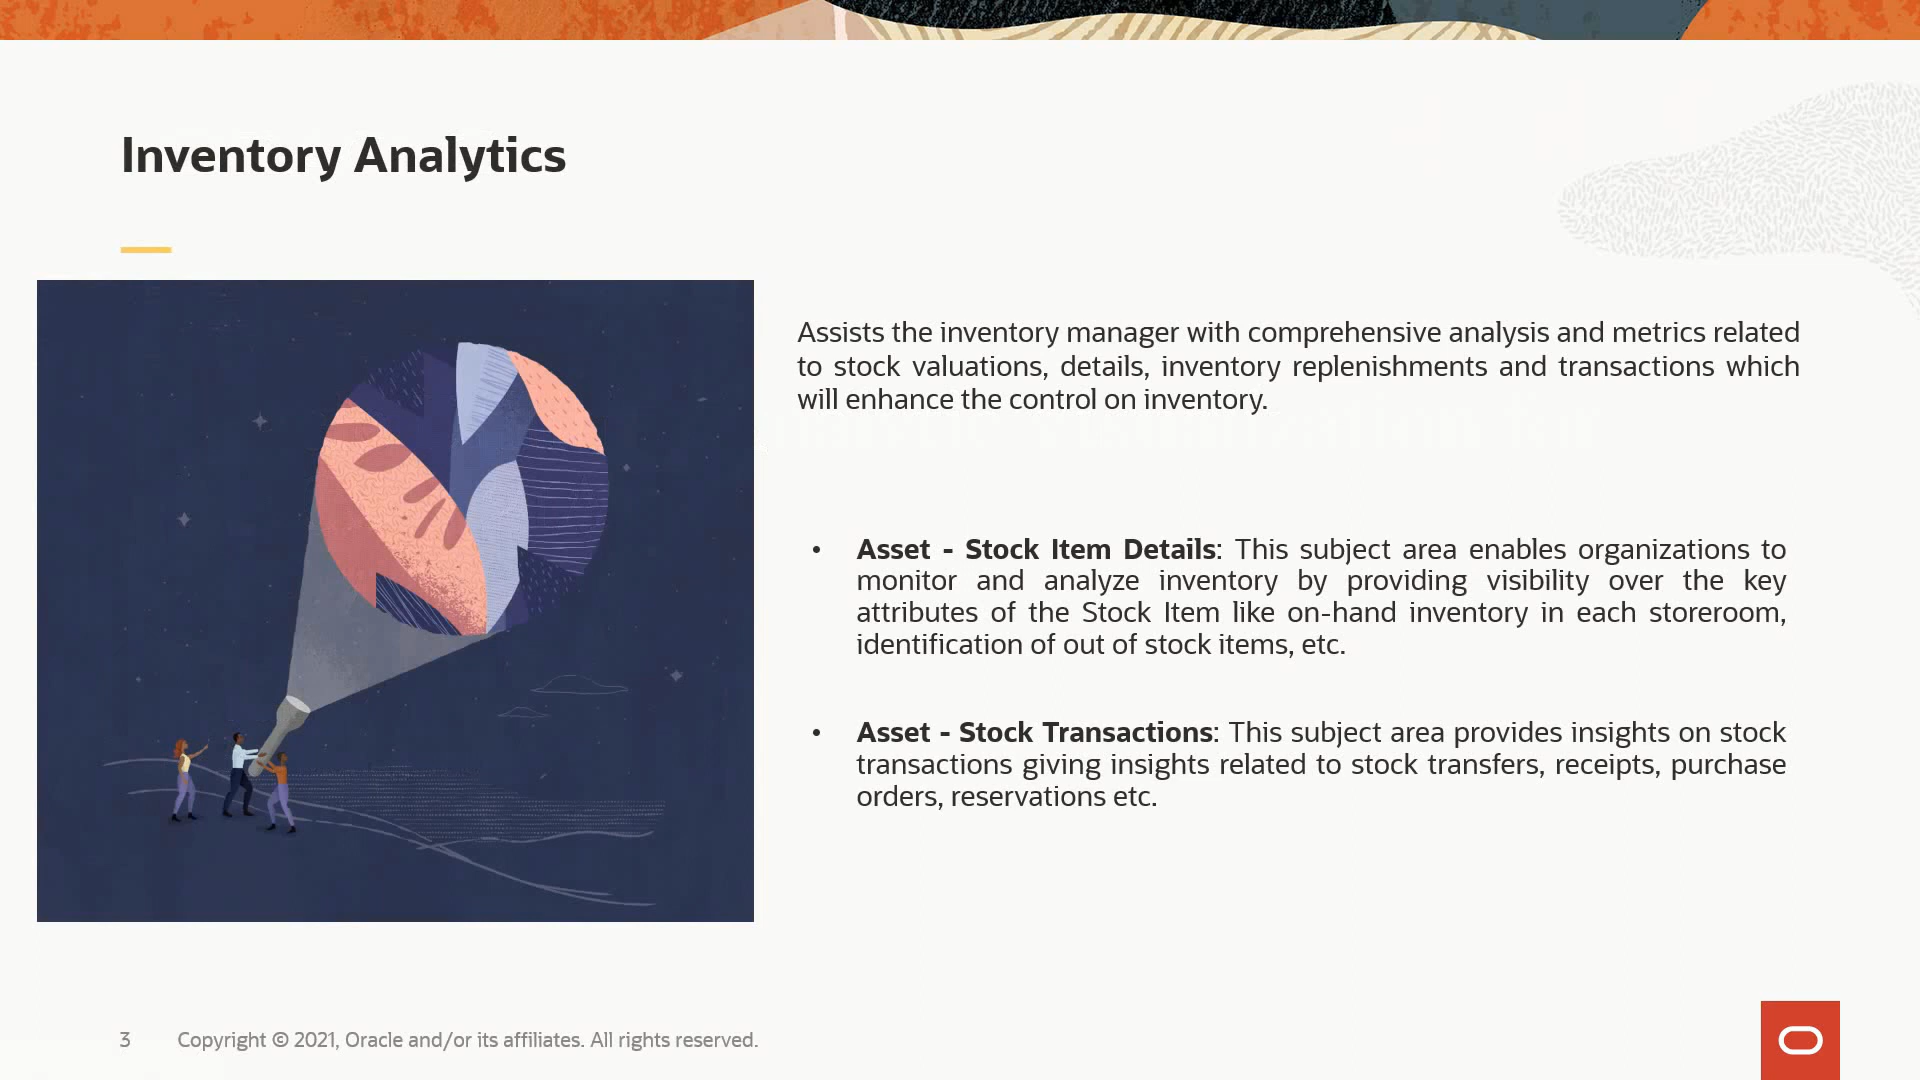 Inventory Analytics
Assists the inventory manager with comprehensive analysis and metrics related
to stock valuations, details, inventory replenishments and transactions which
will enhance the control on inventory.
• Asset - Stock Item Details: This subject area enables organizations to
monitor and analyze inventory by providing visibility over the key
attributes of the Stock Item like on-hand inventory in each storeroom,
identification of out of stock items, etc.
• Asset - Stock Transactions: This subject area provides insights on stock
transactions giving insights related to stock transfers, receipts, purchase
orders, reservations etc.
3 Copyright © 2021, Oracle and/or its affiliates. All rights reserved.